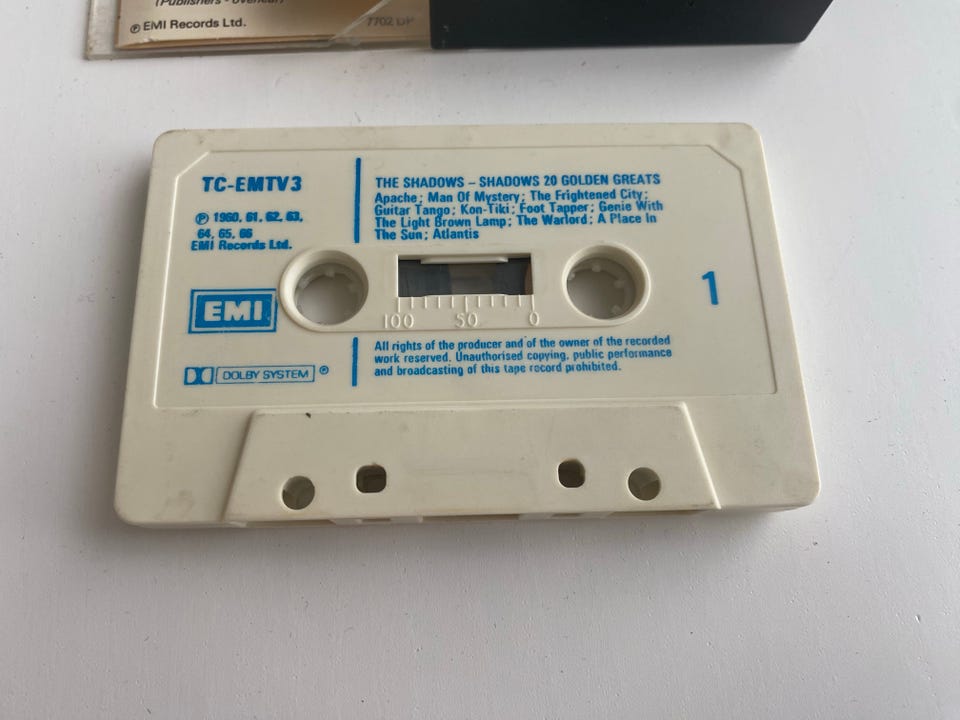 (Publishers - Overleaf)
℗ EMI Records Ltd.
7702 DP
TC-EMTV3
℗ 1960, 61, 62, 63,
64, 65, 66
EMI Records Ltd.
THE SHADOWS – SHADOWS 20 GOLDEN GREATS
Apache; Man Of Mystery; The Frightened City;
Guitar Tango; Kon-Tiki; Foot Tapper; Genie With
The Light Brown Lamp; The Warlord; A Place In
The Sun; Atlantis
EMI
100 50 0
1
DOLBY SYSTEM ®
All rights of the producer and of the owner of the recorded
work reserved. Unauthorised copying, public performance
and broadcasting of this tape record prohibited.